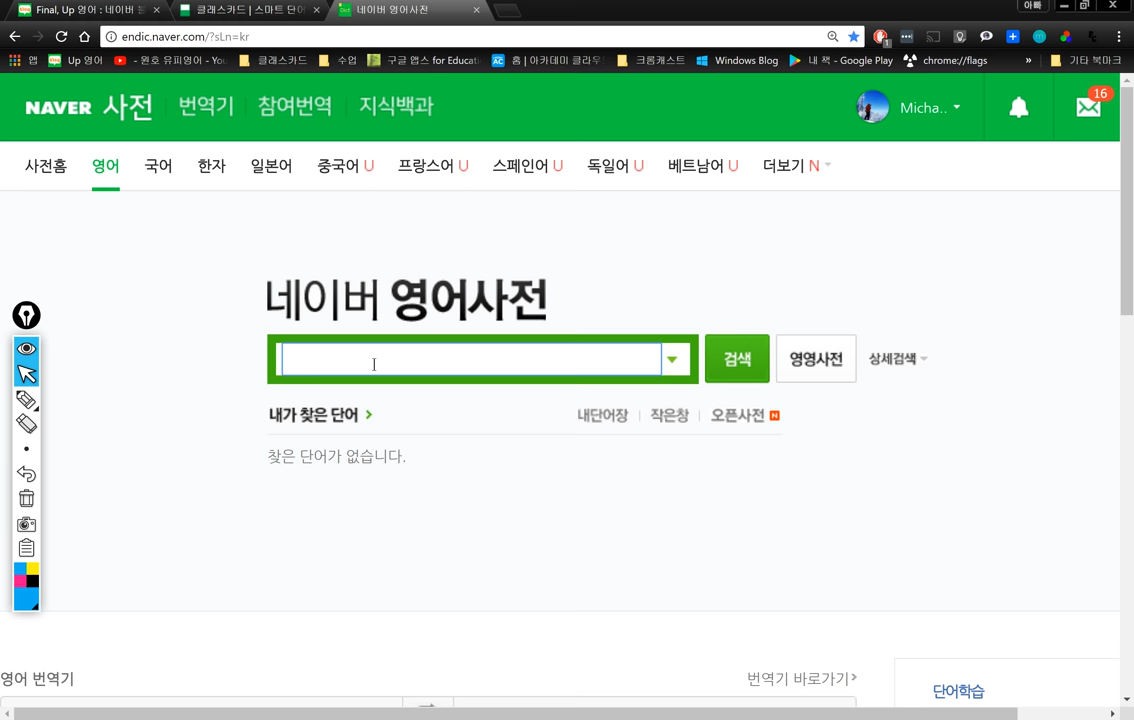 Final, Up 영어 : 네이버 블
클래스카드 | 스마트 단어
네이버 영어사전
아빠
endic.naver.com/?sLn=kr
1
앱
Up 영어
- 원호 유피영어 - You
클래스카드
수업
구글 앱스 for Educati
홈 | 아카데미 클라우드
크롬캐스트
Windows Blog
내 책 - Google Play
chrome://flags
»
기타 북마크
NAVER 사전
번역기
참여번역
지식백과
Micha..
16
사전홈
영어
국어
한자
일본어
중국어 U
프랑스어 U
스페인어 U
독일어 U
베트남어 U
더보기 N
네이버 영어사전
검색
영영사전
상세검색
내가 찾은 단어
내단어장
작은창
오픈사전 N
찾은 단어가 없습니다.
영어 번역기
번역기 바로가기
단어학습